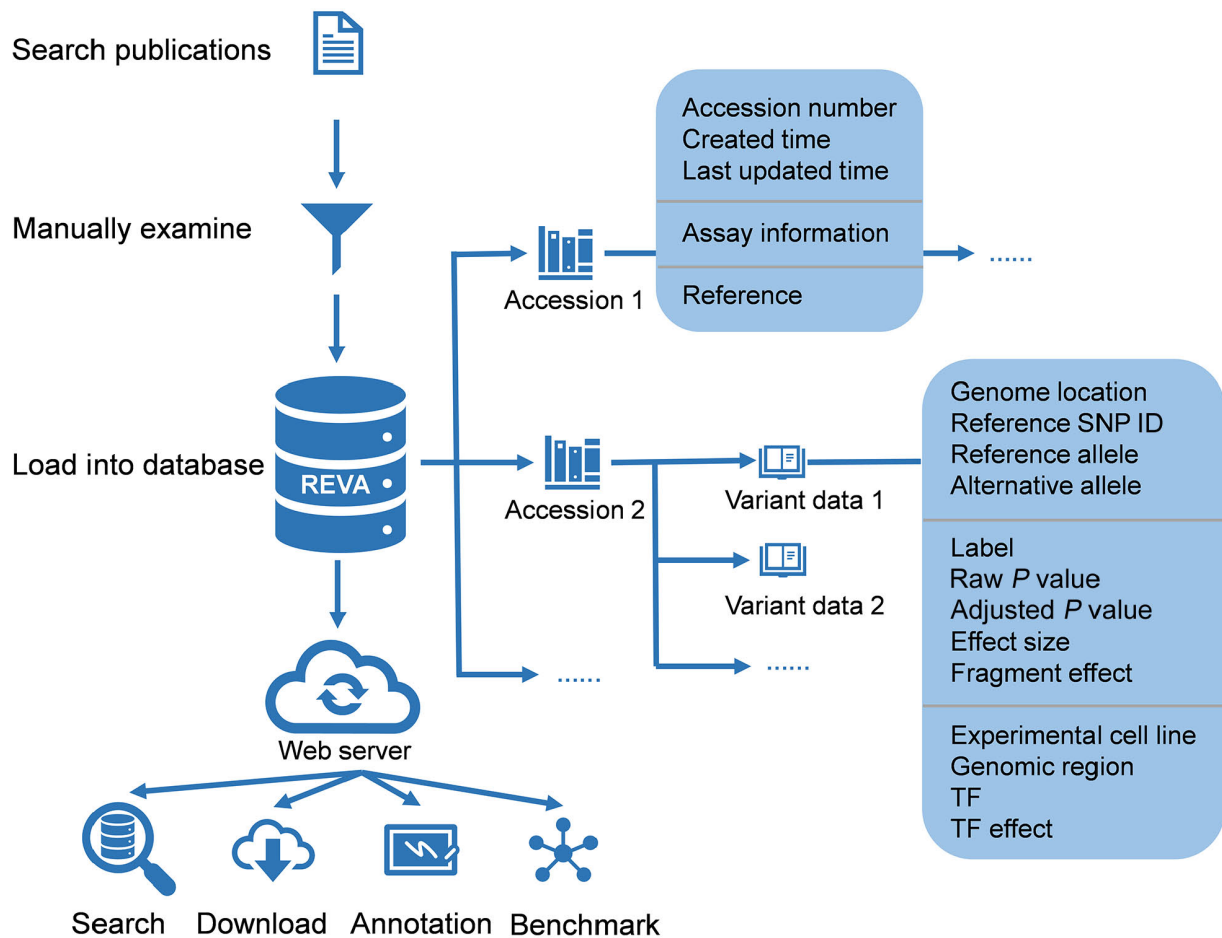 Search publications
Manually examine
Load into database
REVA
Accession 1
Accession number
Created time
Last updated time
Assay information
Reference
......
Accession 2
Variant data 1
Variant data 2
......
......
Genome location
Reference SNP ID
Reference allele
Alternative allele
Label
Raw P value
Adjusted P value
Effect size
Fragment effect
Experimental cell line
Genomic region
TF
TF effect
Web server
Search
Download
Annotation
Benchmark